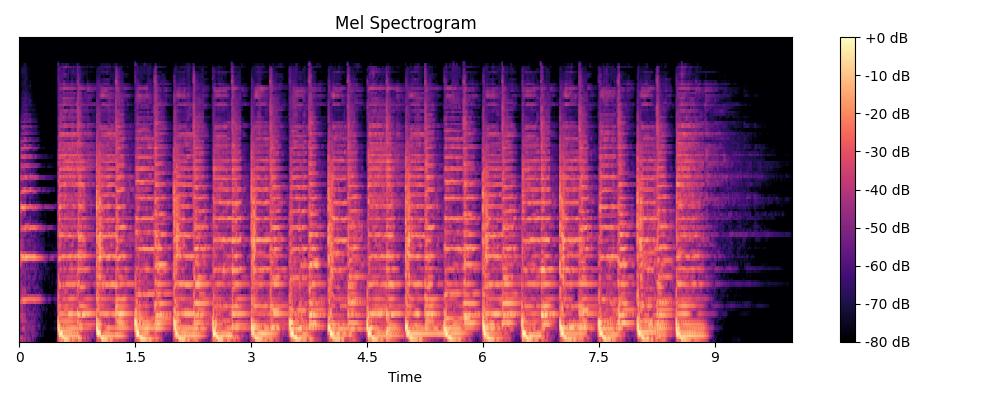 Mel Spectrogram
+0 dB
-10 dB
-20 dB
-30 dB
-40 dB
-50 dB
-60 dB
-70 dB
-80 dB
0
1.5
3
4.5
6
7.5
9
Time